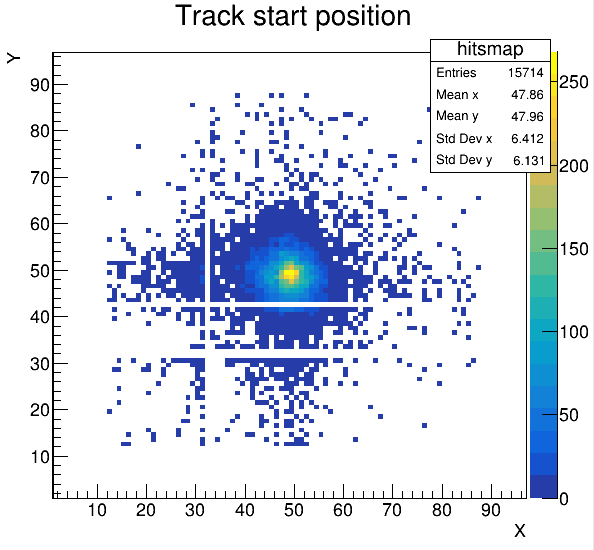 Track start position
hitsmap
Entries 15714
Mean x 47.86
Mean y 47.96
Std Dev x 6.412
Std Dev y 6.131
Y
90
80
70
60
50
40
30
20
10
10 20 30 40 50 60 70 80 90
X
250
200
150
100
50
0